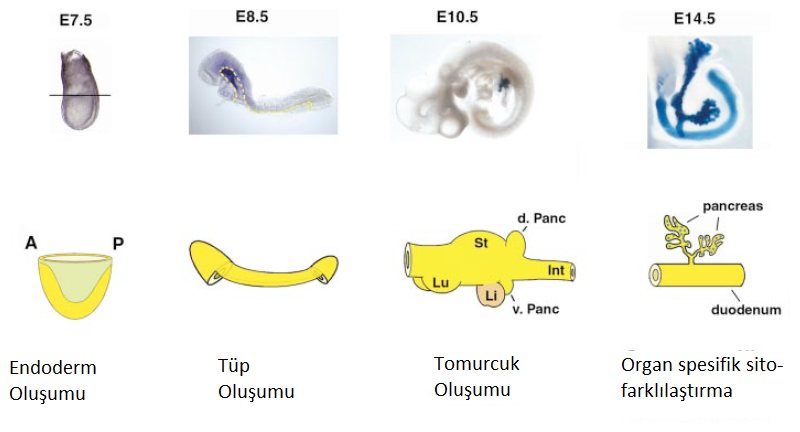 E7.5
E8.5
E10.5
E14.5
A
P
St
d. Panc
Lu
Li
Int
v. Panc
pancreas
duodenum
Endoderm
Oluşumu
Tüp
Oluşumu
Tomurcuk
Oluşumu
Organ spesifik sito-
farklılaştırma